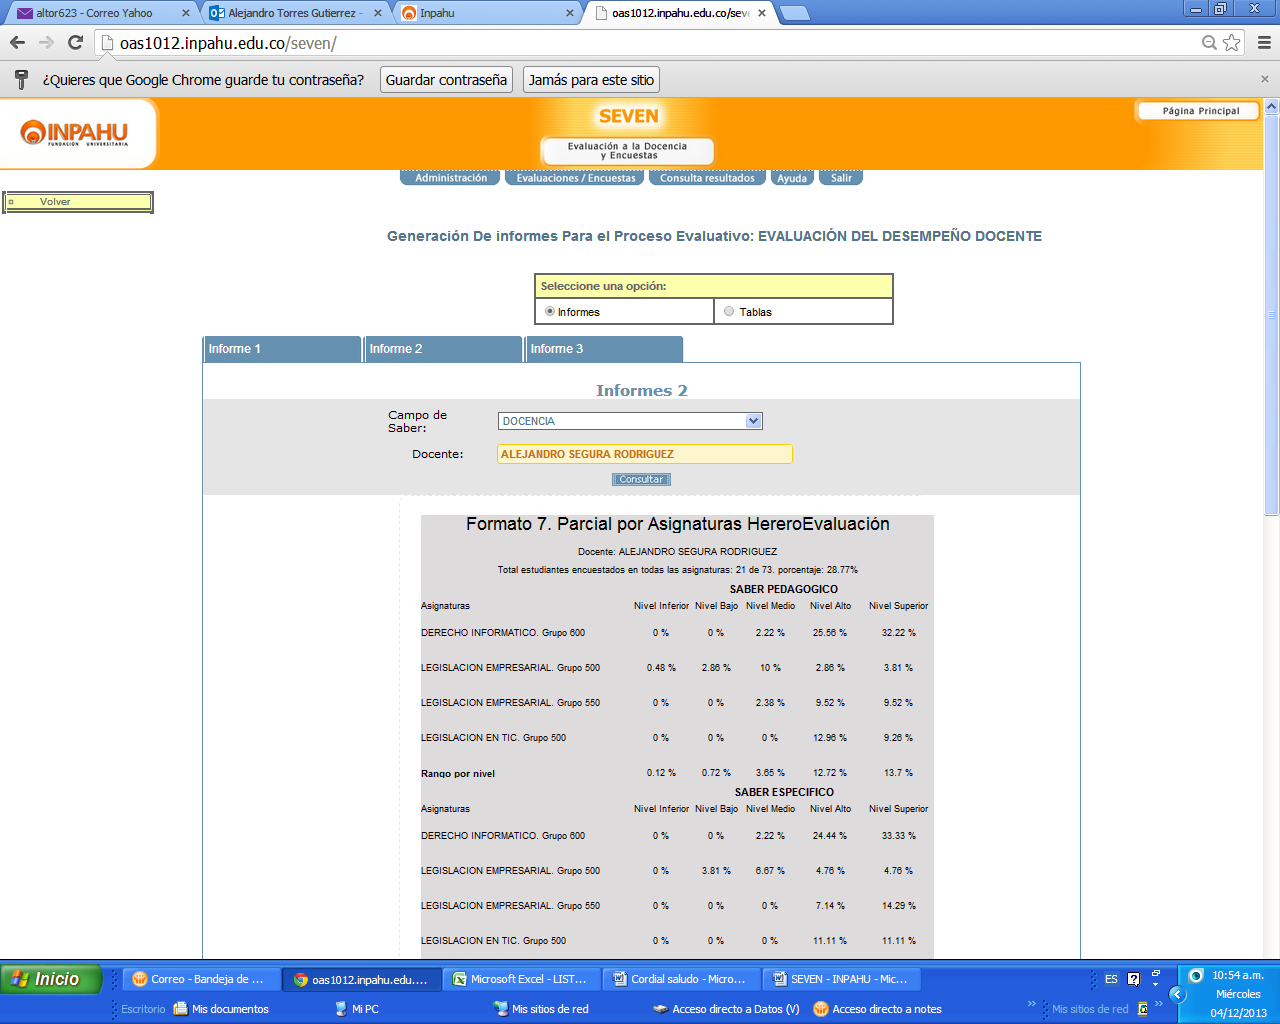 altor623 - Correo Yahoo
Alejandro Torres Gutierrez -
Inpahu
oas1012.inpahu.edu.co/seve
oas1012.inpahu.edu.co/seven/
¿Quieres que Google Chrome guarde tu contraseña?
Guardar contraseña
Jamás para este sitio
INPAHU
FUNDACIÓN UNIVERSITARIA
SEVEN
Evaluación a la Docencia
y Encuestas
Página Principal
Administración
Evaluaciones / Encuestas
Consulta resultados
Ayuda
Salir
Volver
Generación De informes Para el Proceso Evaluativo: EVALUACIÓN DEL DESEMPEÑO DOCENTE
Seleccione una opción:
Informes
Tablas
Informe 1
Informe 2
Informe 3
Informes 2
Campo de
Saber:
DOCENCIA
Docente:
ALEJANDRO SEGURA RODRIGUEZ
Consultar
Formato 7. Parcial por Asignaturas HereroEvaluación
Docente: ALEJANDRO SEGURA RODRIGUEZ
Total estudiantes encuestados en todas las asignaturas: 21 de 73. porcentaje: 28.77%
SABER PEDAGOGICO
Asignaturas Nivel Inferior Nivel Bajo Nivel Medio Nivel Alto Nivel Superior
DERECHO INFORMATICO. Grupo 600 0 % 0 % 2.22 % 25.56 % 32.22 %
LEGISLACION EMPRESARIAL. Grupo 500 0.48 % 2.86 % 10 % 2.86 % 3.81 %
LEGISLACION EMPRESARIAL. Grupo 550 0 % 0 % 2.38 % 9.52 % 9.52 %
LEGISLACION EN TIC. Grupo 500 0 % 0 % 0 % 12.96 % 9.26 %
Rango por nivel 0.12 % 0.72 % 3.65 % 12.72 % 13.7 %
SABER ESPECIFICO
Asignaturas Nivel Inferior Nivel Bajo Nivel Medio Nivel Alto Nivel Superior
DERECHO INFORMATICO. Grupo 600 0 % 0 % 2.22 % 24.44 % 33.33 %
LEGISLACION EMPRESARIAL. Grupo 500 0 % 3.81 % 6.67 % 4.76 % 4.76 %
LEGISLACION EMPRESARIAL. Grupo 550 0 % 0 % 0 % 7.14 % 14.29 %
LEGISLACION EN TIC. Grupo 500 0 % 0 % 0 % 11.11 % 11.11 %
Inicio
Correo - Bandeja de ...
oas1012.inpahu.edu....
Microsoft Excel - LIST...
Cordial saludo - Micro...
SEVEN - INPAHU - Mic...
ES
10:54 a.m.
Miércoles
04/12/2013
Escritorio
Mis documentos
Mi PC
Mis sitios de red
Acceso directo a Datos (V)
Acceso directo a notes
Mis sitios de red